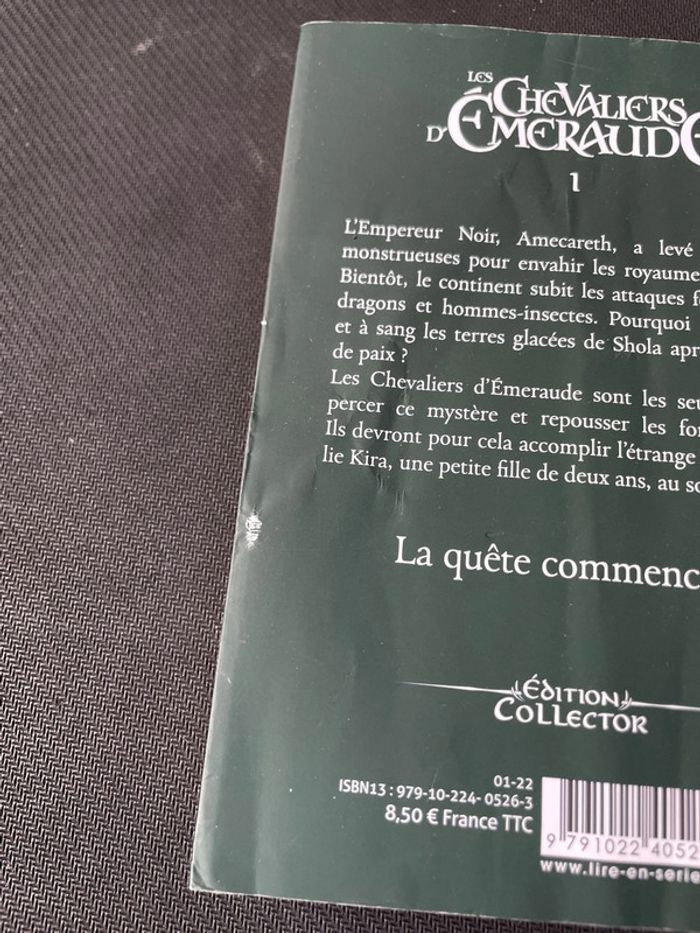 LES
CHEVALIERS
D'ÉMERAUDE
1
L'Empereur Noir, Amecareth, a levé
monstrueuses pour envahir les royaume
Bientôt, le continent subit les attaques f
dragons et hommes-insectes. Pourquoi
et à sang les terres glacées de Shola apr
de paix ?
Les Chevaliers d'Émeraude sont les seu
percer ce mystère et repousser les for
Ils devront pour cela accomplir l'étrange
lie Kira, une petite fille de deux ans, au so
La quête commenc
ÉDITION
COLLECTOR
01-22
ISBN13 : 979-10-224- 0526-3
8,50 € France TTC
9 791022 4052
www.lire-en-serie